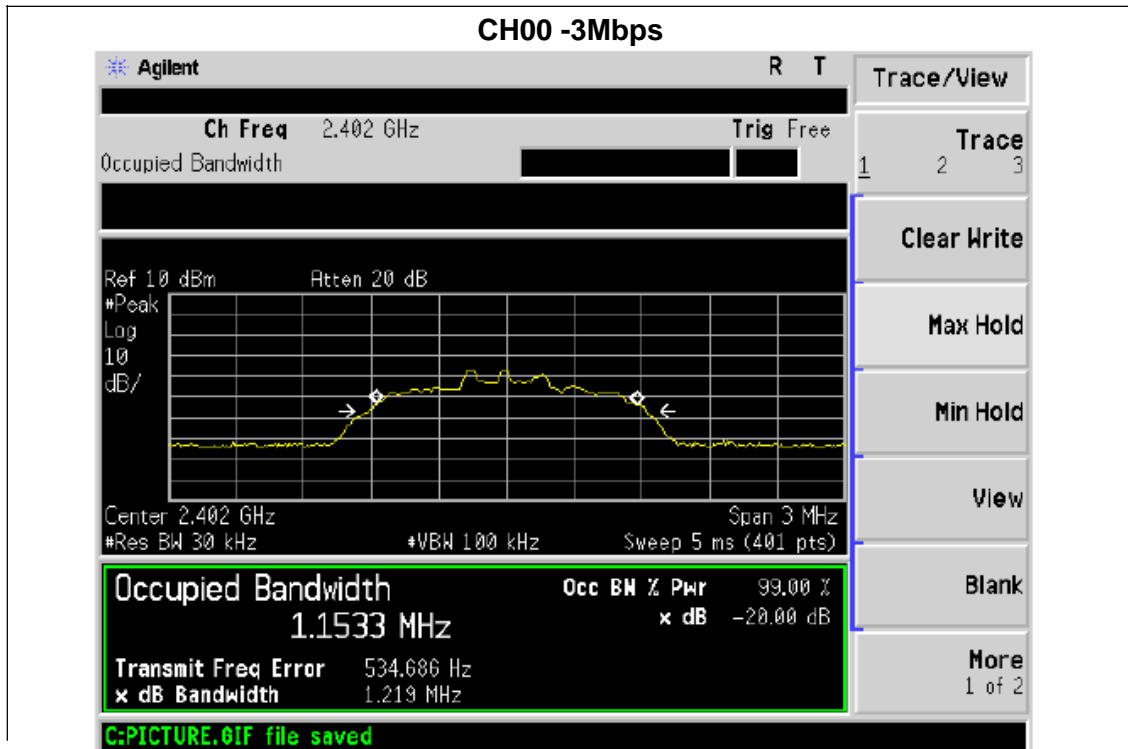 CH00 -3Mbps
Agilent R T
Trace/View
Ch Freq 2.402 GHz Trig Free
Occupied Bandwidth
Trace
1 2 3
Clear Write
Ref 10 dBm Atten 20 dB
#Peak
Log
10
dB/
Max Hold
Min Hold
View
Center 2.402 GHz Span 3 MHz
#Res BW 30 kHz #VBW 100 kHz Sweep 5 ms (401 pts)
Occupied Bandwidth Occ BW % Pwr 99.00 %
1.1533 MHz x dB -20.00 dB
Blank
Transmit Freq Error 534.686 Hz
x dB Bandwidth 1.219 MHz
More
1 of 2
C:PICTURE.GIF file saved